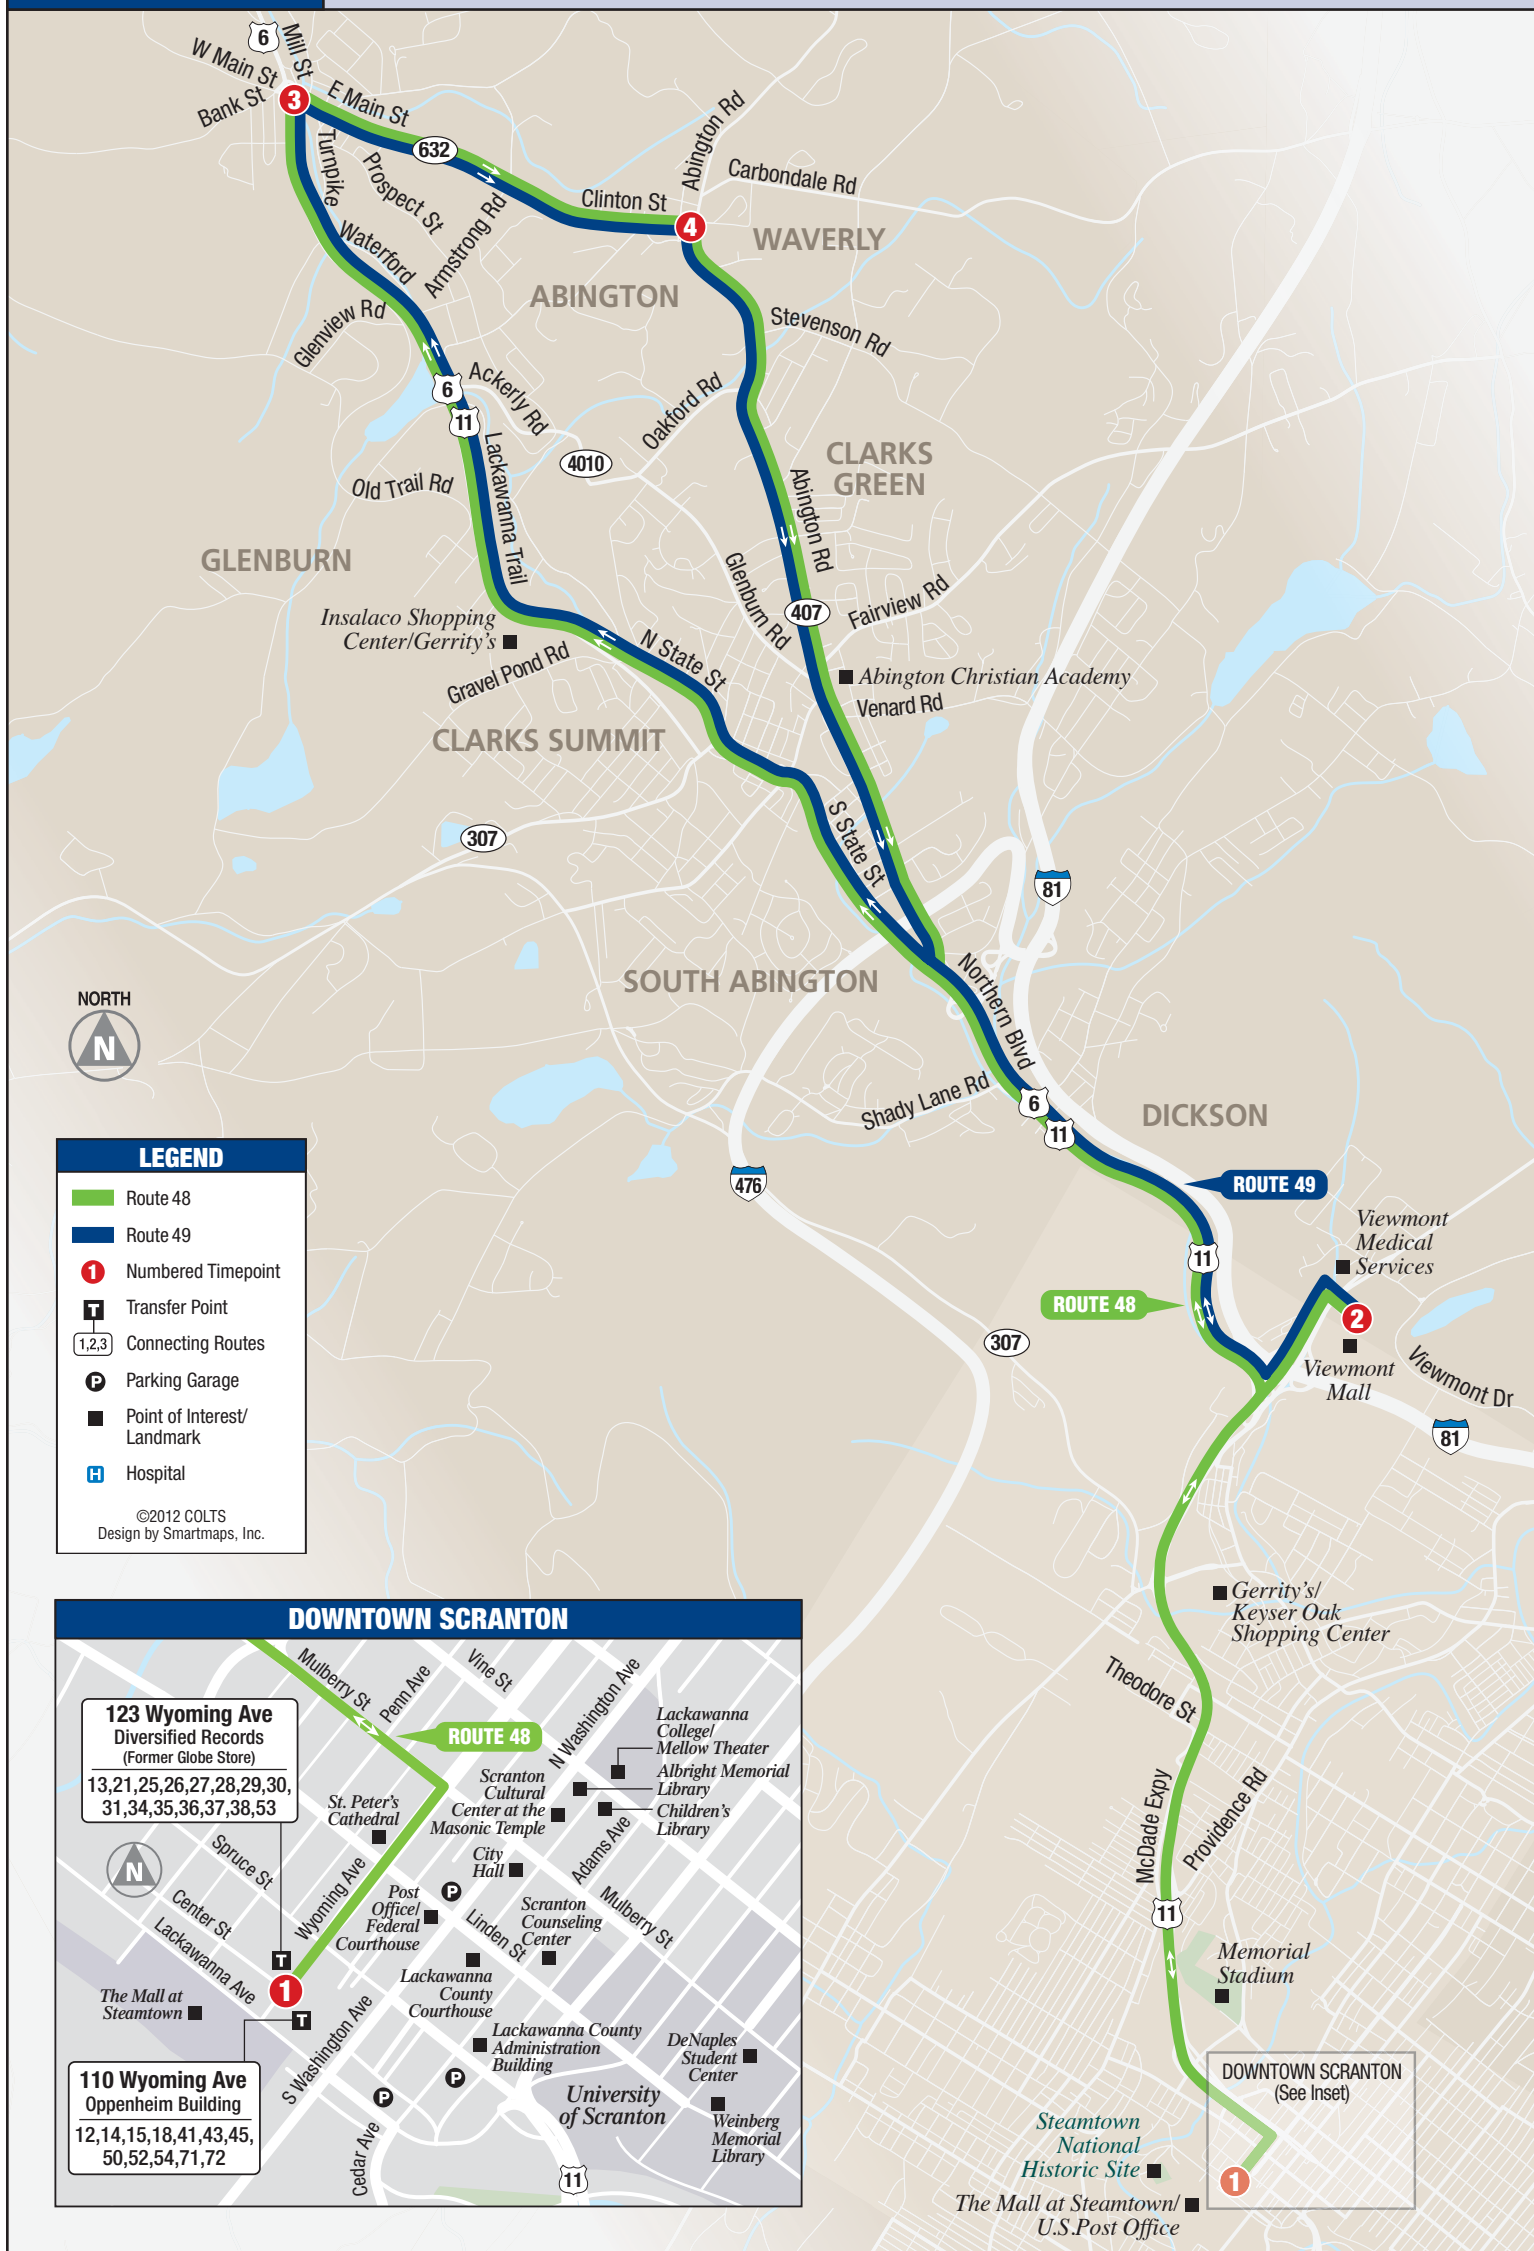 6
Mill St
W Main St
Bank St
3
E Main St
632
Turnpike
Prospect St
Armstrong Rd
Waterford
Glenview Rd
Clinton St
4
Abington Rd
Carbondale Rd
WAVERLY
ABINGTON
Stevenson Rd
6
11
Ackerly Rd
Oakford Rd
4010
CLARKS
GREEN
Old Trail Rd
Lackawanna Trail
Abington Rd
GLENBURN
Glenburn Rd
407
Fairview Rd
Insalaco Shopping
Center/Gerrity's
N State St
Gravel Pond Rd
Abington Christian Academy
Venard Rd
CLARKS SUMMIT
307
S State St
81
SOUTH ABINGTON
Northern Blvd
NORTH
N
Shady Lane Rd
6
11
DICKSON
476
ROUTE 49
11
ROUTE 48
307
Viewmont
Medical
Services
2
Viewmont
Mall
Viewmont Dr
81
LEGEND
Route 48
Route 49
1
Numbered Timepoint
T
Transfer Point
1,2,3
Connecting Routes
P
Parking Garage
Point of Interest/
Landmark
H
Hospital
©2012 COLTS
Design by Smartmaps, Inc.
Gerrity's/
Keyser Oak
Shopping Center
Theodore St
McDade Expy
Providence Rd
11
Memorial
Stadium
DOWNTOWN SCRANTON
(See Inset)
1
Steamtown
National
Historic Site
The Mall at Steamtown/
U.S.Post Office
DOWNTOWN SCRANTON
Mulberry St
Penn Ave
Vine St
N Washington Ave
ROUTE 48
123 Wyoming Ave
Diversified Records
(Former Globe Store)
13,21,25,26,27,28,29,30,
31,34,35,36,37,38,53
Lackawanna
College/
Mellow Theater
Albright Memorial
Library
Children's
Library
Scranton
Cultural
Center at the
Masonic Temple
St. Peter's
Cathedral
Spruce St
N
Center St
Lackawanna Ave
Wyoming Ave
City
Hall
Adams Ave
P
Post
Office/
Federal
Courthouse
Linden St
Scranton
Counseling
Center
Mulberry St
T
1
T
The Mall at
Steamtown
Lackawanna
County
Courthouse
S Washington Ave
Lackawanna County
Administration
Building
P
P
DeNaples
Student
Center
University
of Scranton
Weinberg
Memorial
Library
110 Wyoming Ave
Oppenheim Building
12,14,15,18,41,43,45,
50,52,54,71,72
Cedar Ave
11